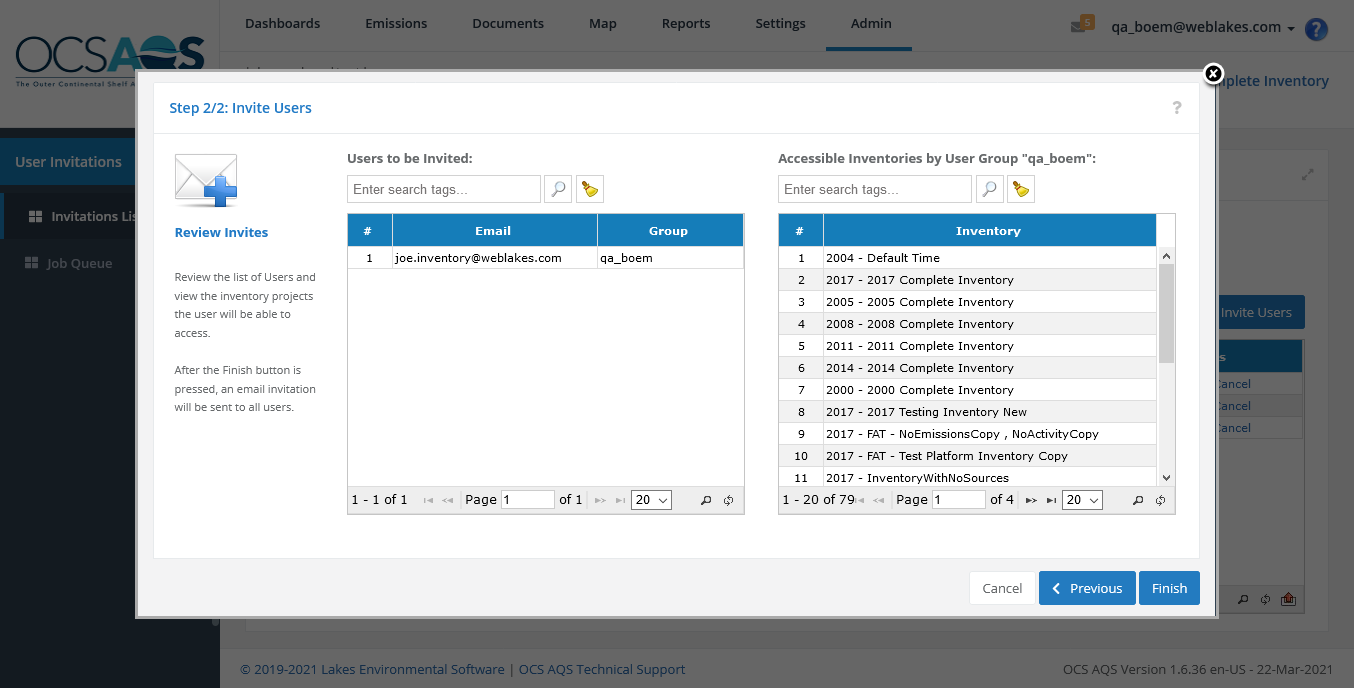 Dashboards Emissions Documents Map Reports Settings Admin
5 qa_boem@weblakes.com ?
OCSAQS
The Outer Continental Shelf A
plete Inventory
Step 2/2: Invite Users ?
User Invitations
Invitations Lis
Job Queue
Review Invites
Review the list of Users and
view the inventory projects
the user will be able to
access.
After the Finish button is
pressed, an email invitation
will be sent to all users.
Users to be Invited:
Enter search tags...
# Email Group
1 joe.inventory@weblakes.com qa_boem
1 - 1 of 1 Page 1 of 1 20
Accessible Inventories by User Group "qa_boem":
Enter search tags...
# Inventory
1 2004 - Default Time
2 2017 - 2017 Complete Inventory
3 2005 - 2005 Complete Inventory
4 2008 - 2008 Complete Inventory
5 2011 - 2011 Complete Inventory
6 2014 - 2014 Complete Inventory
7 2000 - 2000 Complete Inventory
8 2017 - 2017 Testing Inventory New
9 2017 - FAT - NoEmissionsCopy , NoActivityCopy
10 2017 - FAT - Test Platform Inventory Copy
11 2017 - InventoryWithNoSources
1 - 20 of 79 Page 1 of 4 20
Invite Users
s
Cancel
Cancel
Cancel
Cancel Previous Finish
© 2019-2021 Lakes Environmental Software | OCS AQS Technical Support
OCS AQS Version 1.6.36 en-US - 22-Mar-2021